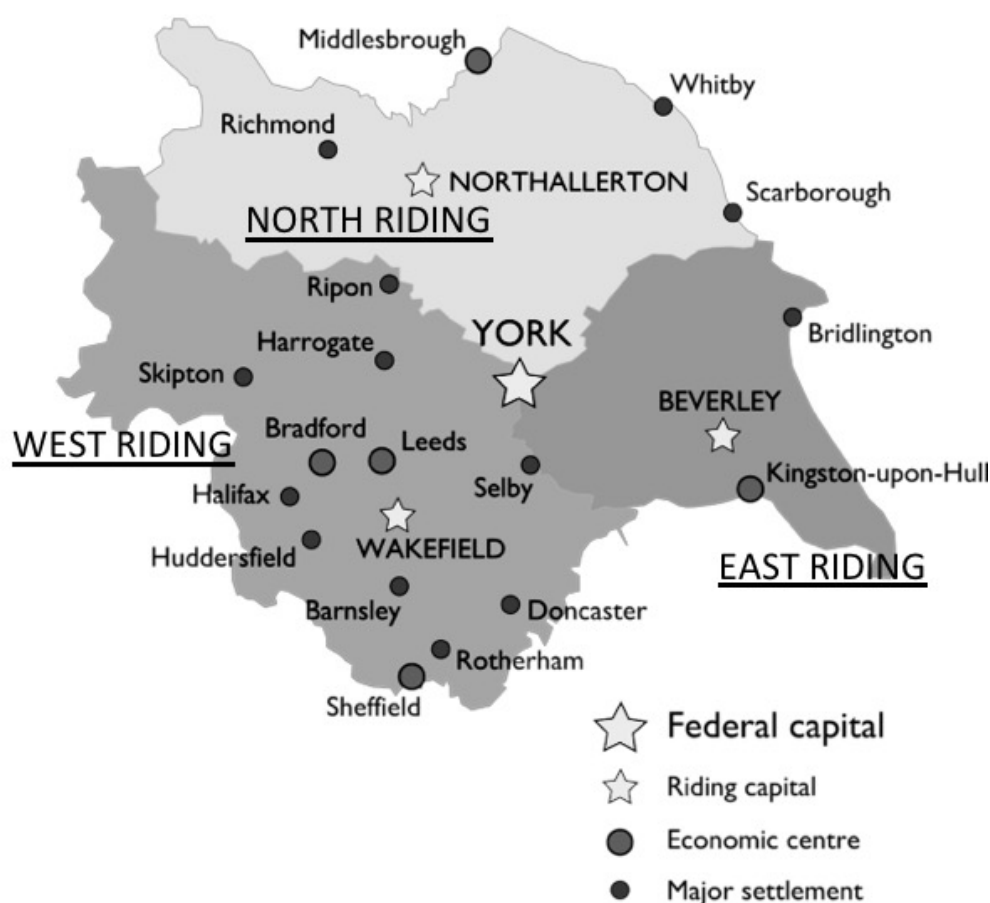 Middlesbrough
Whitby
Richmond
NORTHALLERTON
Scarborough
NORTH RIDING
Ripon
YORK
Bridlington
Harrogate
Skipton
BEVERLEY
Bradford
Leeds
WEST RIDING
Kingston-upon-Hull
Selby
Halifax
WAKEFIELD
Huddersfield
EAST RIDING
Barnsley
Doncaster
Rotherham
Sheffield
Federal capital
Riding capital
Economic centre
Major settlement